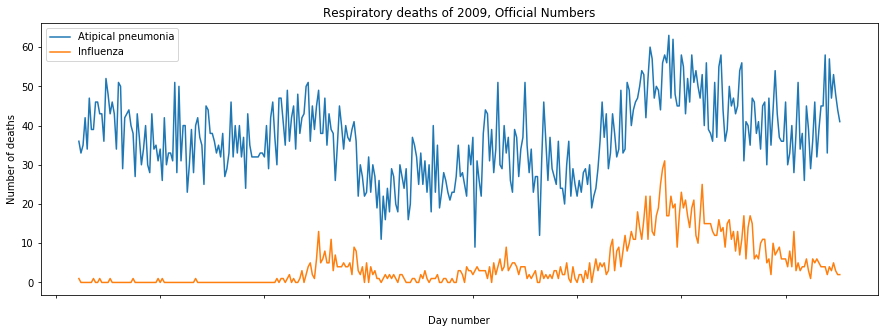 Respiratory deaths of 2009, Official Numbers
Atipical pneumonia
Influenza
Number of deaths
60
50
40
30
20
10
0
Day number